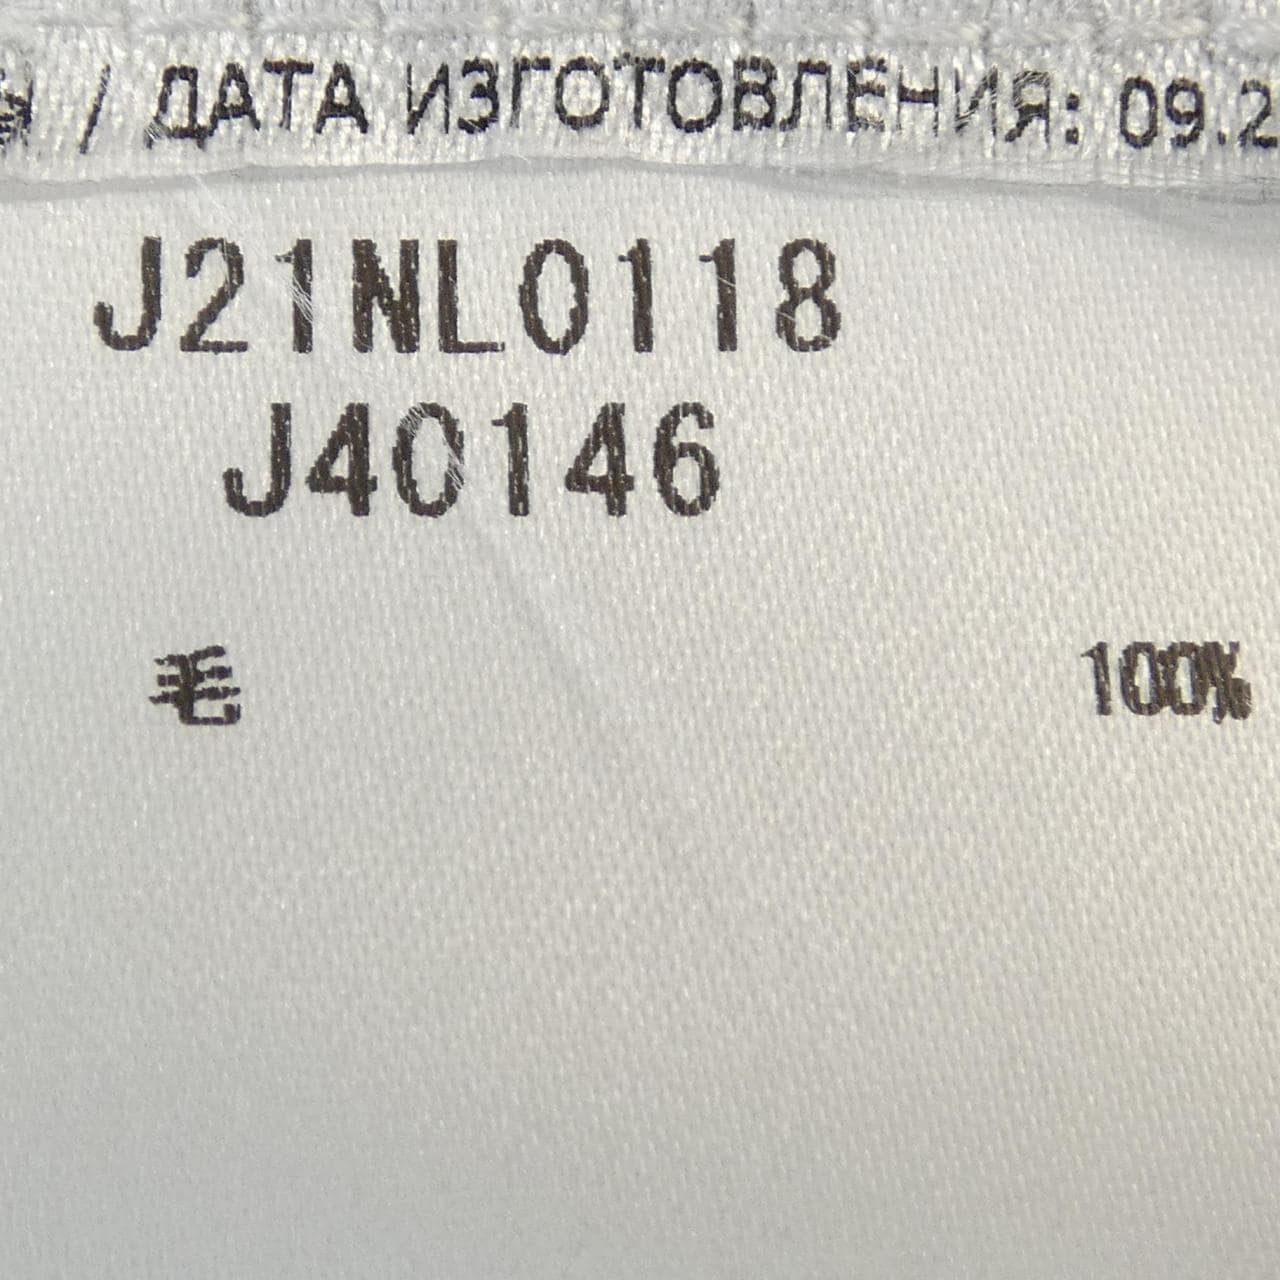 / ДАТА ИЗГОТОВЛЕНИЯ: 09.2
J21NL0118
J40146
毛 100%